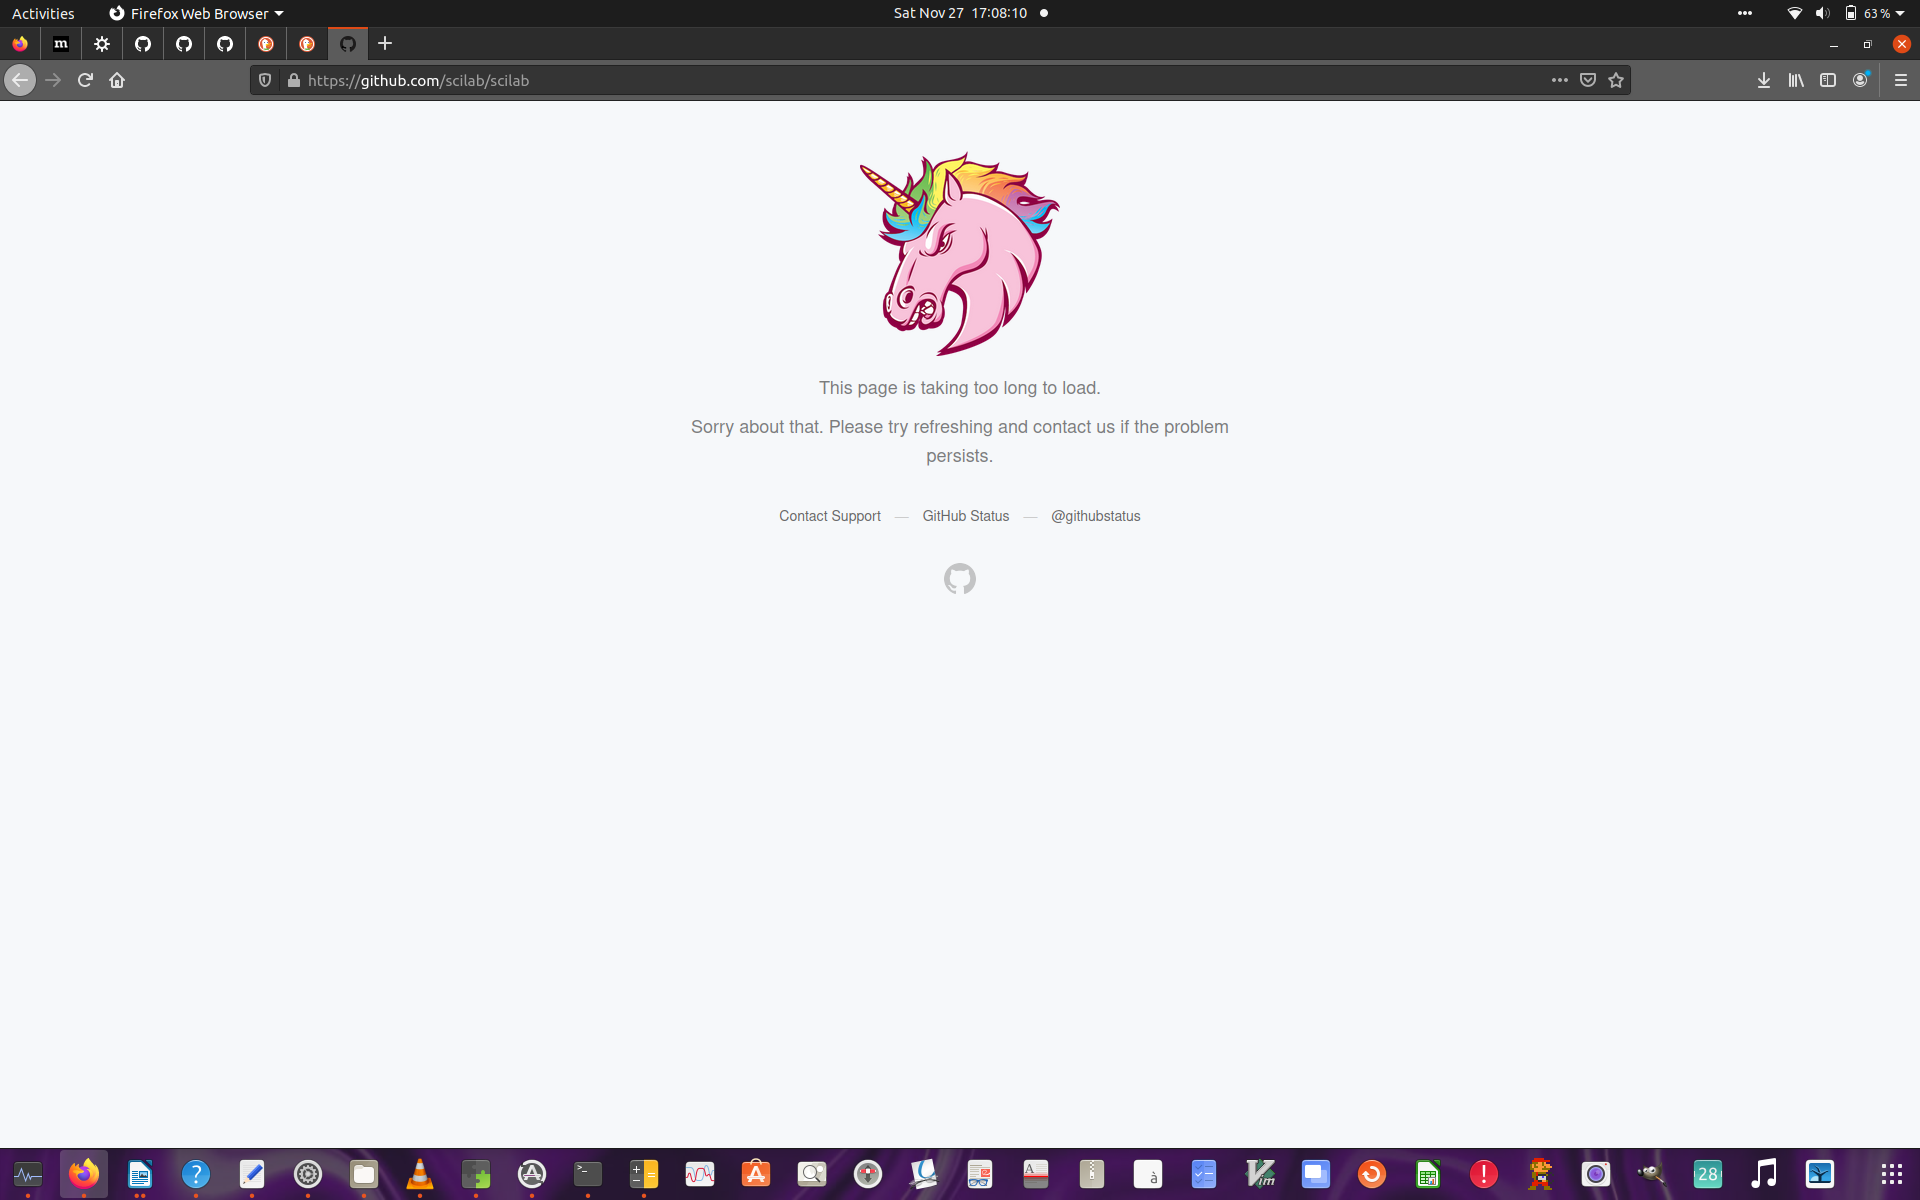 Activities
Firefox Web Browser
Sat Nov 27 17:08:10
63 %
m
https://github.com/scilab/scilab
This page is taking too long to load.
Sorry about that. Please try refreshing and contact us if the problem
persists.
Contact Support — GitHub Status — @githubstatus
?
>_
A
à
Vim
!
28